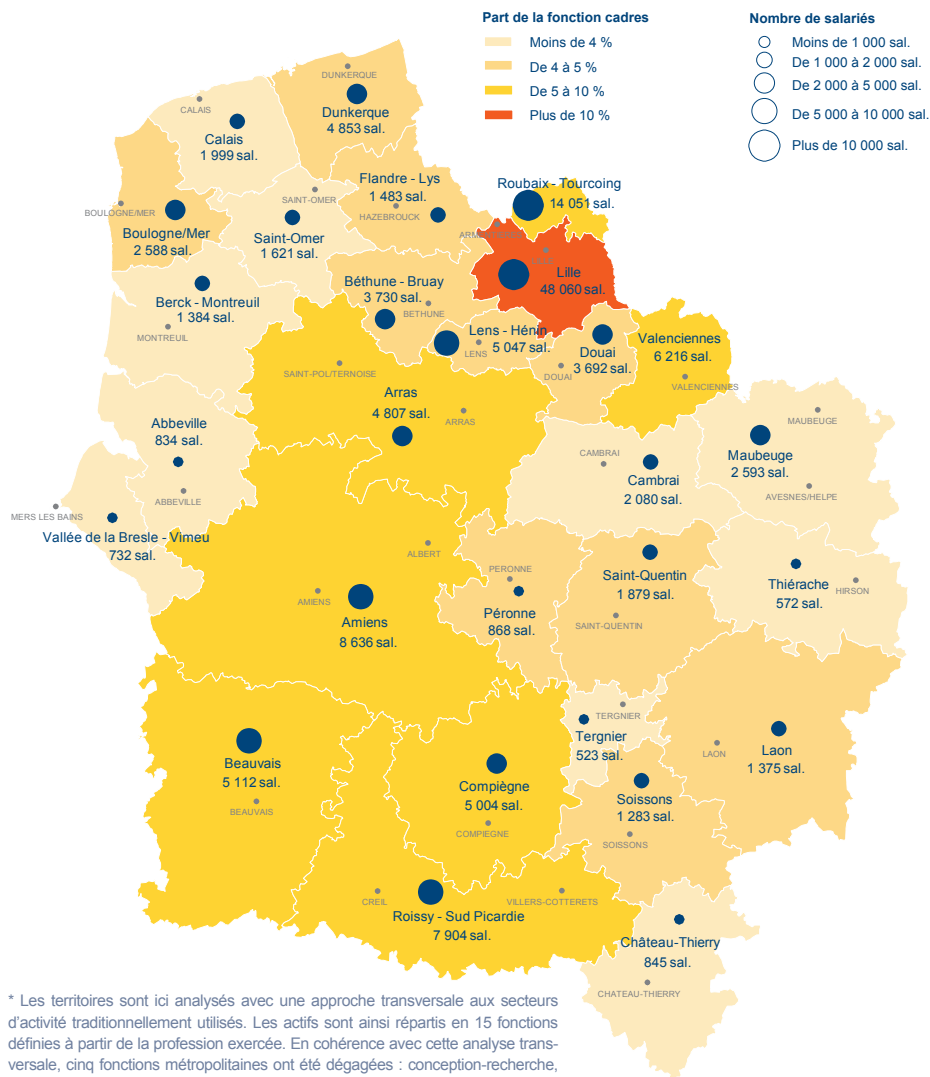 Part de la fonction cadres
Moins de 4 %
De 4 à 5 %
De 5 à 10 %
Plus de 10 %
Nombre de salariés
Moins de 1 000 sal.
De 1 000 à 2 000 sal.
De 2 000 à 5 000 sal.
De 5 000 à 10 000 sal.
Plus de 10 000 sal.
DUNKERQUE
Dunkerque
4 853 sal.
CALAIS
Calais
1 999 sal.
Flandre - Lys
1 483 sal.
HAZEBROUCK
Roubaix - Tourcoing
14 051 sal.
SAINT-OMER
Saint-Omer
1 621 sal.
BOULOGNE/MER
Boulogne/Mer
2 588 sal.
Lille
48 060 sal.
Béthune - Bruay
3 730 sal.
BETHUNE
Berck - Montreuil
1 384 sal.
MONTREUIL
Lens - Hénin
5 047 sal.
LENS
Douai
3 692 sal.
DOUAI
Valenciennes
6 216 sal.
VALENCIENNES
SAINT-POL/TERNOISE
Arras
4 807 sal.
ARRAS
Abbeville
834 sal.
ABBEVILLE
MAUBEUGE
Maubeuge
2 593 sal.
AVESNES/HELPE
CAMBRAI
Cambrai
2 080 sal.
MERS LES BAINS
Vallée de la Bresle - Vimeu
732 sal.
ALBERT
AMIENS
Amiens
8 636 sal.
PERONNE
Péronne
868 sal.
Saint-Quentin
1 879 sal.
SAINT-QUENTIN
Thiérache
572 sal.
HIRSON
TERGNIER
Tergnier
523 sal.
LAON
Laon
1 375 sal.
Beauvais
5 112 sal.
BEAUVAIS
Compiègne
5 004 sal.
COMPIEGNE
Soissons
1 283 sal.
SOISSONS
CREIL
VILLERS-COTTERETS
Roissy - Sud Picardie
7 904 sal.
Château-Thierry
845 sal.
CHATEAU-THIERRY
* Les territoires sont ici analysés avec une approche transversale aux secteurs
d'activité traditionnellement utilisés. Les actifs sont ainsi répartis en 15 fonctions
définies à partir de la profession exercée. En cohérence avec cette analyse trans-
versale, cinq fonctions métropolitaines ont été dégagées : conception-recherche,